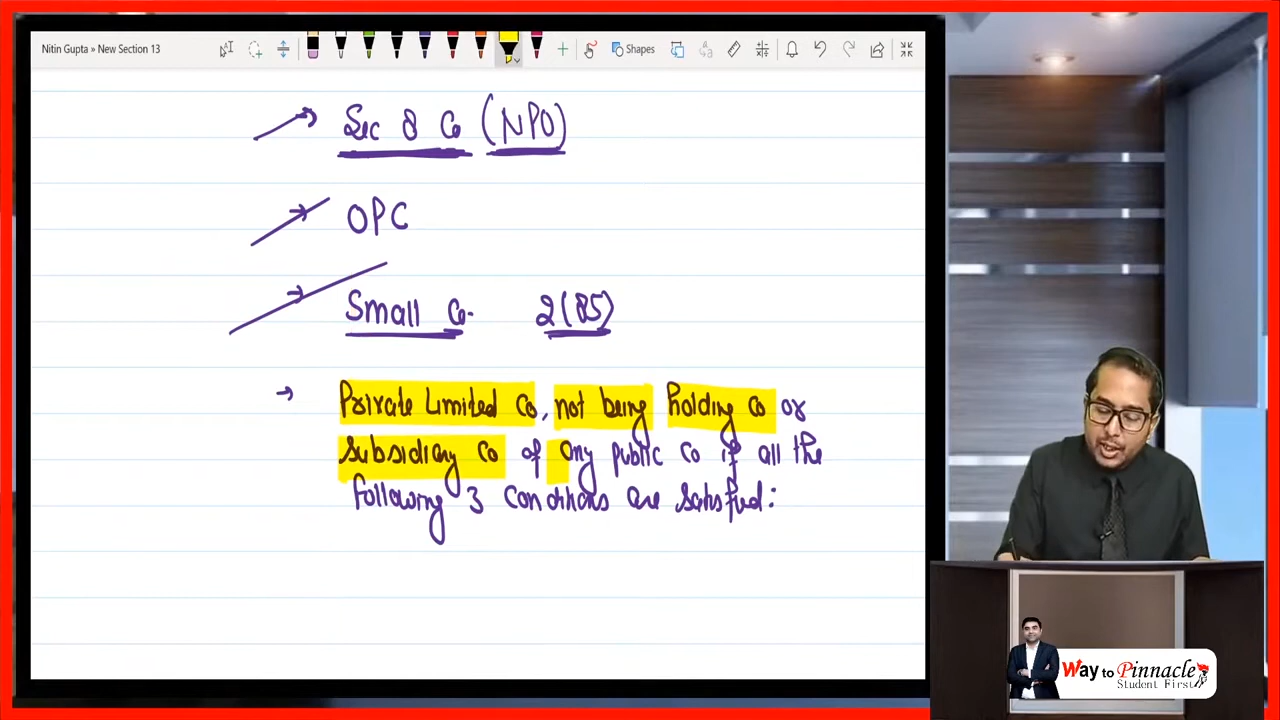 Nitin Gupta » New Section 13
Shapes
Sec 8 Co (NPO)
OPC
Small Co. 2(85)
→ Private Limited Co, not being holding Co or
subsidiary Co of any public Co if all the
following 3 conditions are satisfied:
Way to Pinnacle
Student First